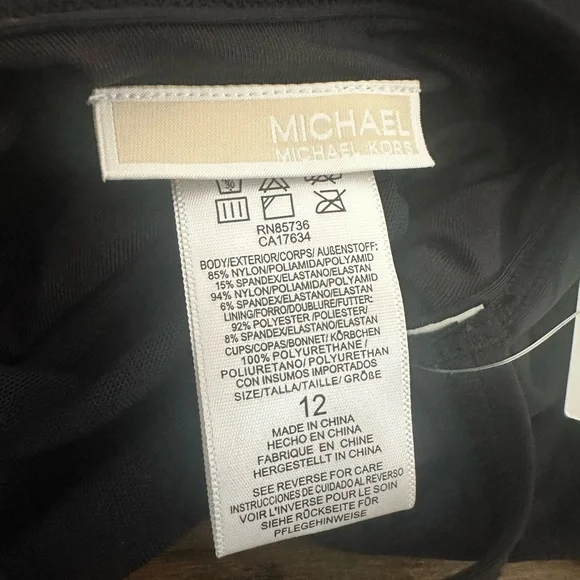 MICHAEL
MICHAEL KORS
30
RN85736
CA17634
BODY/EXTERIOR/CORPS/ AUßENSTOFF:
85% NYLON/POLIAMIDA/POLYAMID
15% SPANDEX/ELASTANO/ELASTAN
94% NYLON/POLIAMIDA/POLYAMID
6% SPANDEX/ELASTANO/ELASTAN
LINING/FORRO/DOUBLURE/FUTTER:
92% POLYESTER /POLIESTER/
8% SPANDEX/ELASTANO/ELASTAN
CUPS/COPAS/BONNET/ KÖRBCHEN
100% POLYURETHANE /
POLIURETANO / POLYURETHAN
CON INSUMOS IMPORTADOS
SIZE/TALLA/TAILLE/ GRÖßE
12
MADE IN CHINA
HECHO EN CHINA
FABRIQUE EN CHINE
HERGESTELLT IN CHINA
SEE REVERSE FOR CARE
INSTRUCCIONES DE CUIDADO AL REVERSO
VOIR L'INVERSE POUR LE SOIN
SIEHE RÜCKSEITE FÜR
PFLEGEHINWEISE